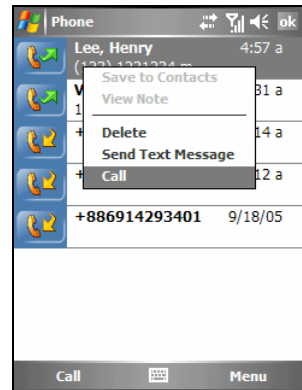 Phone
ok
Lee, Henry 4:57 a
(123) 1231234 m
Save to Contacts
View Note
31 a
1
Delete
+ 14 a
Send Text Message
+ 12 a
Call
+886914293401 9/18/05
Call Menu